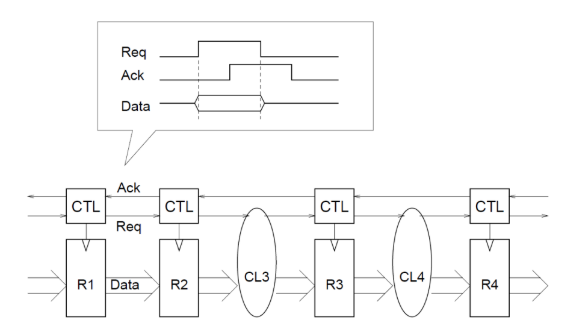 Req
Ack
Data
Ack
CTL CTL CTL CTL
Req
R1 Data R2 CL3 R3 CL4 R4